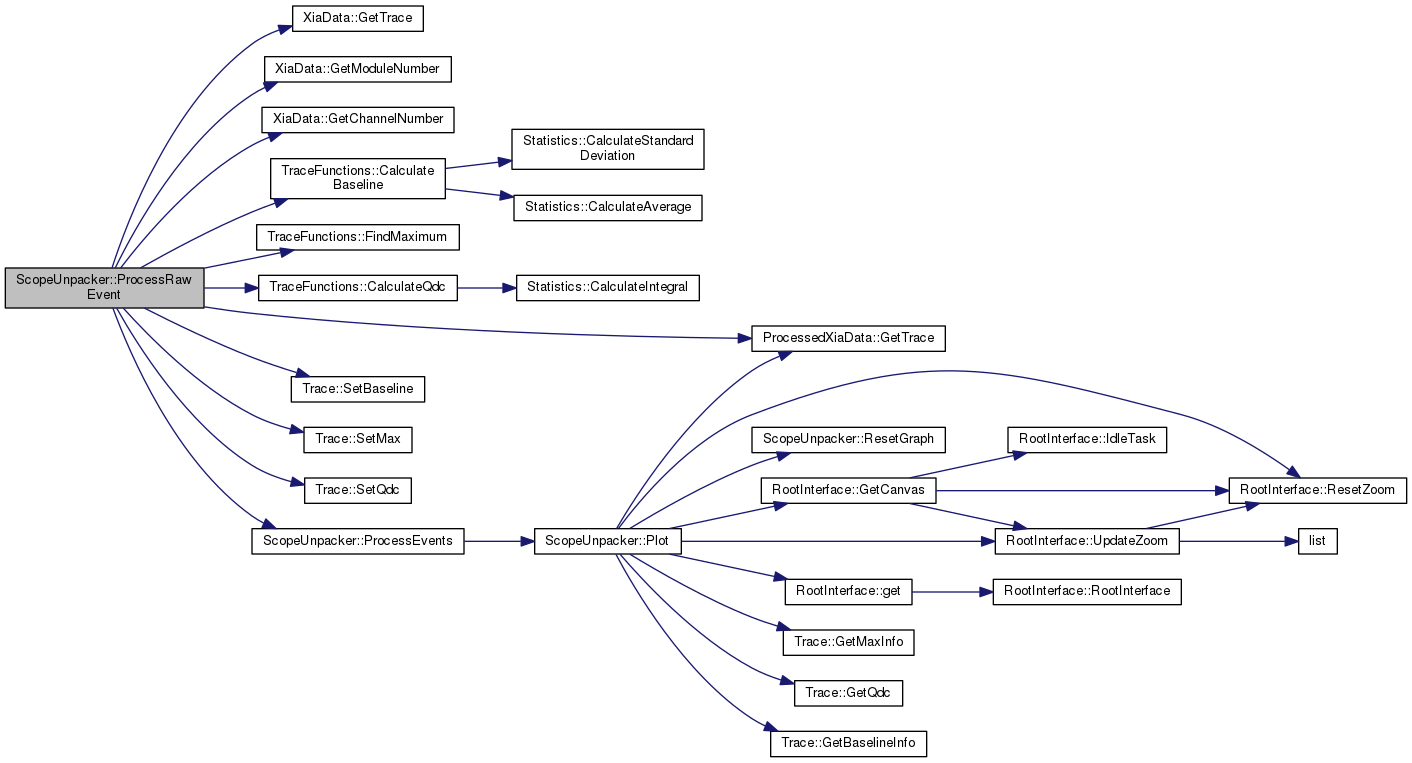 XiaData::GetTrace
XiaData::GetModuleNumber
XiaData::GetChannelNumber
Statistics::CalculateStandard
Deviation
TraceFunctions::Calculate
Baseline
Statistics::CalculateAverage
TraceFunctions::FindMaximum
ScopeUnpacker::ProcessRaw
Event
TraceFunctions::CalculateQdc
Statistics::CalculateIntegral
ProcessedXiaData::GetTrace
Trace::SetBaseline
Trace::SetMax
ScopeUnpacker::ResetGraph
RootInterface::IdleTask
Trace::SetQdc
RootInterface::GetCanvas
RootInterface::ResetZoom
ScopeUnpacker::ProcessEvents
ScopeUnpacker::Plot
RootInterface::UpdateZoom
list
RootInterface::get
RootInterface::RootInterface
Trace::GetMaxInfo
Trace::GetQdc
Trace::GetBaselineInfo